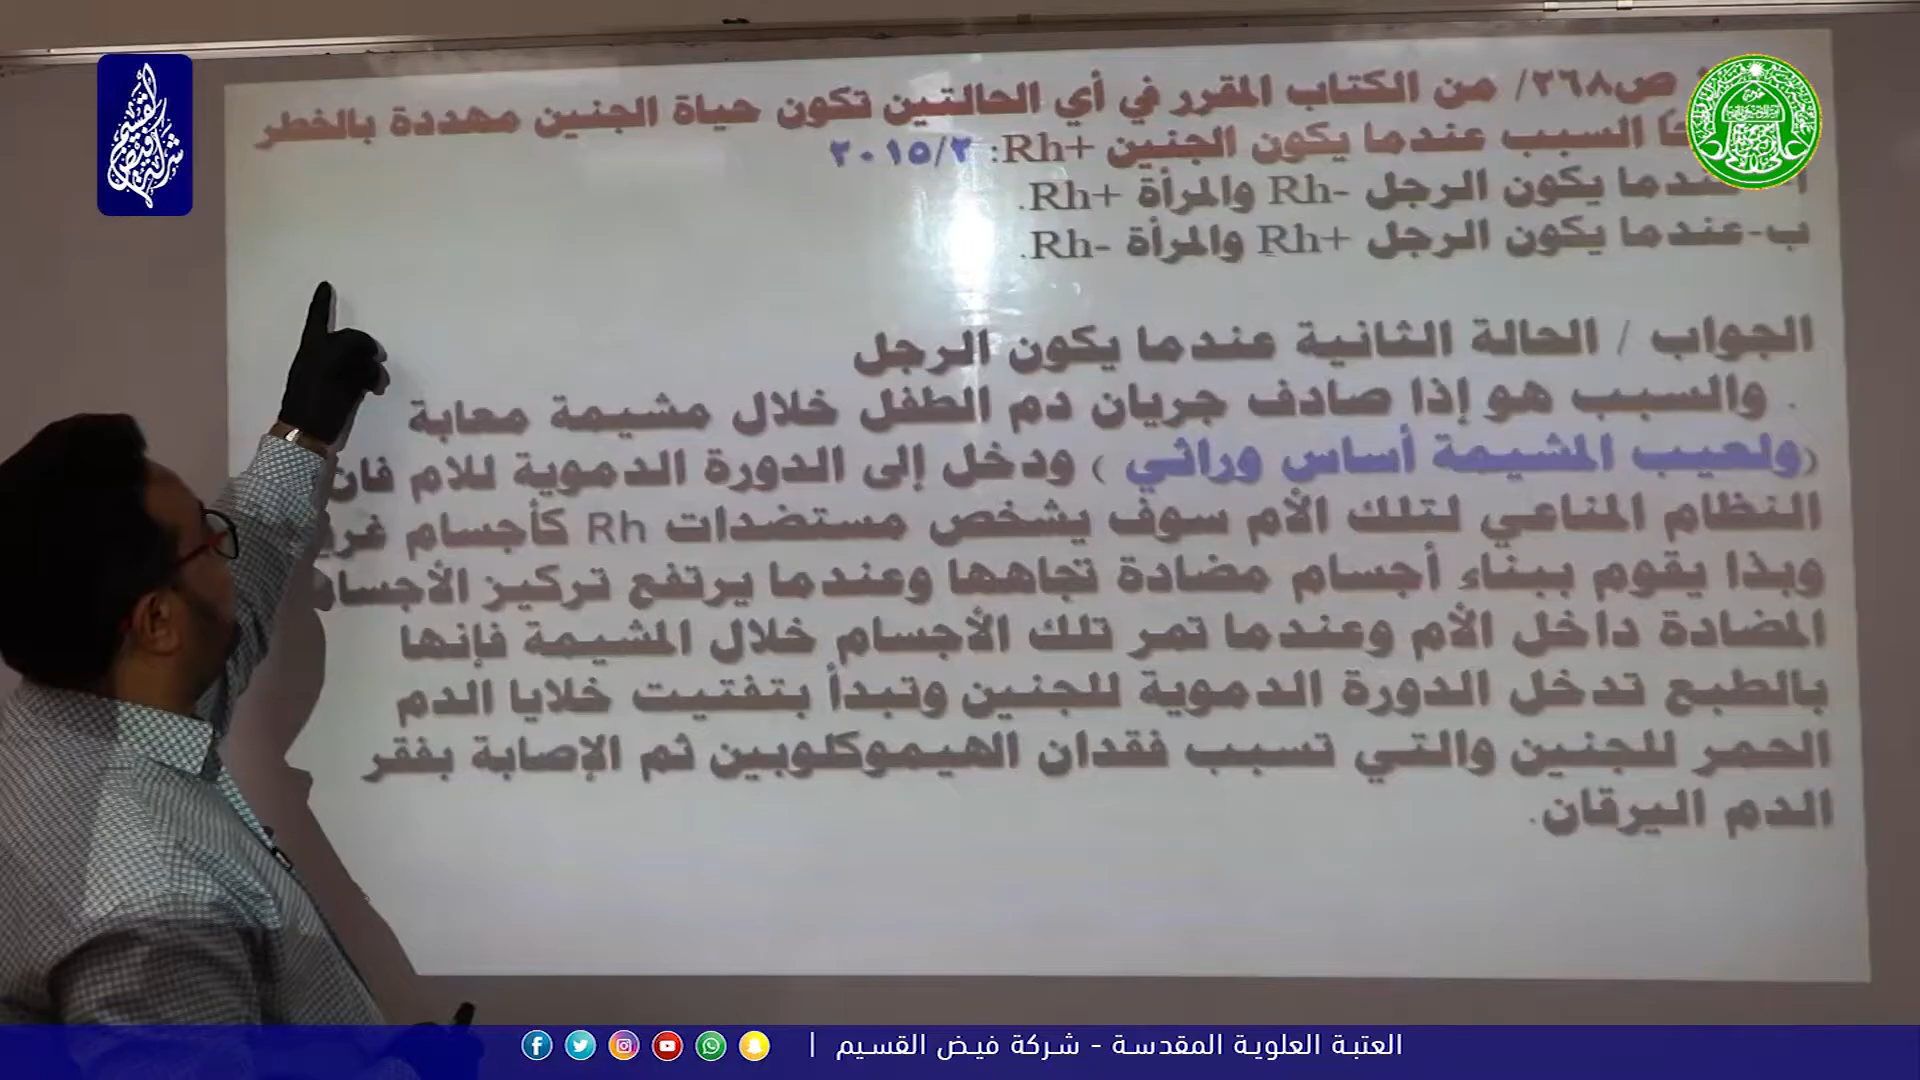 ص٢٦٨/ من الكتاب المقرر في أي الحالتين تكون حياة الجنين مهددة بالخطر
السبب عندما يكون الجنين Rh+: ٢٠١٥/٢
يكون الرجل Rh- والمرأة Rh+.
ب-عندما يكون الرجل Rh+ والمرأة Rh-.
الجواب / الحالة الثانية عندما يكون الرجل
. والسبب هو إذا صادف جريان دم الطفل خلال مشيمة معابة
(ولعيب المشيمة أساس وراثي ) ودخل إلى الدورة الدموية للام فان
النظام المناعي لتلك الأم سوف يشخص مستضدات Rh كأجسام
وبذا يقوم ببناء أجسام مضادة تجاهها وعندما يرتفع تركيز الأجسام
المضادة داخل الأم وعندما تمر تلك الأجسام خلال المشيمة فإنها
بالطبع تدخل الدورة الدموية للجنين وتبدأ بتفتيت خلايا الدم
الحمر للجنين والتي تسبب فقدان الهيموكلوبين ثم الإصابة بفقر
الدم اليرقان.
العتبة العلوية المقدسة - شركة فيض القسيم |